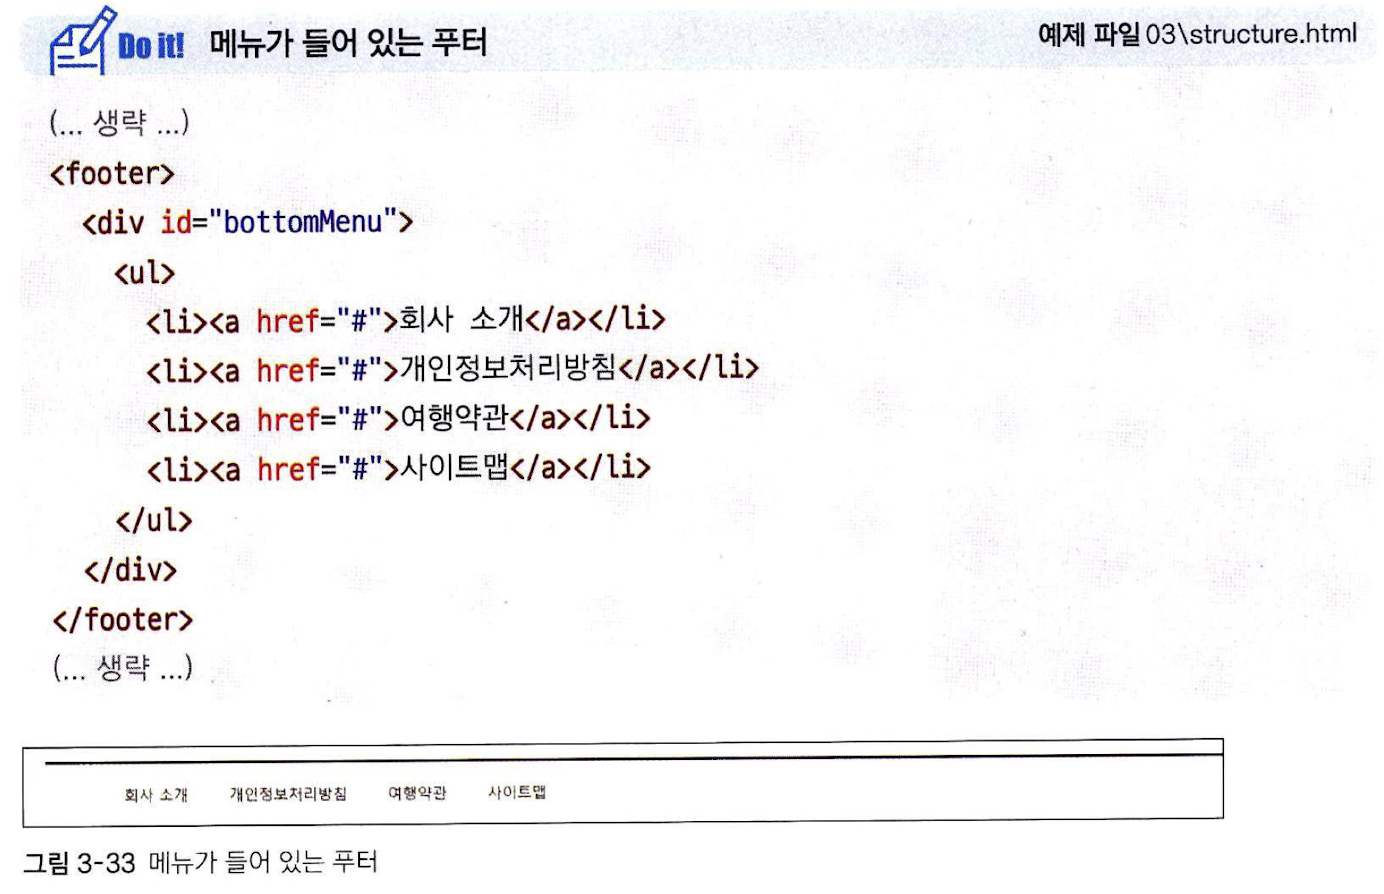 Do it! 메뉴가 들어 있는 푸터 예제 파일 03\structure.html
(... 생략 ...)
<footer>
<div id="bottomMenu">
<ul>
<li><a href="#">회사 소개</a></li>
<li><a href="#">개인정보처리방침</a></li>
<li><a href="#">여행약관</a></li>
<li><a href="#">사이트맵</a></li>
</ul>
</div>
</footer>
(... 생략 ...)
회사 소개 개인정보처리방침 여행약관 사이트맵
그림 3-33 메뉴가 들어 있는 푸터